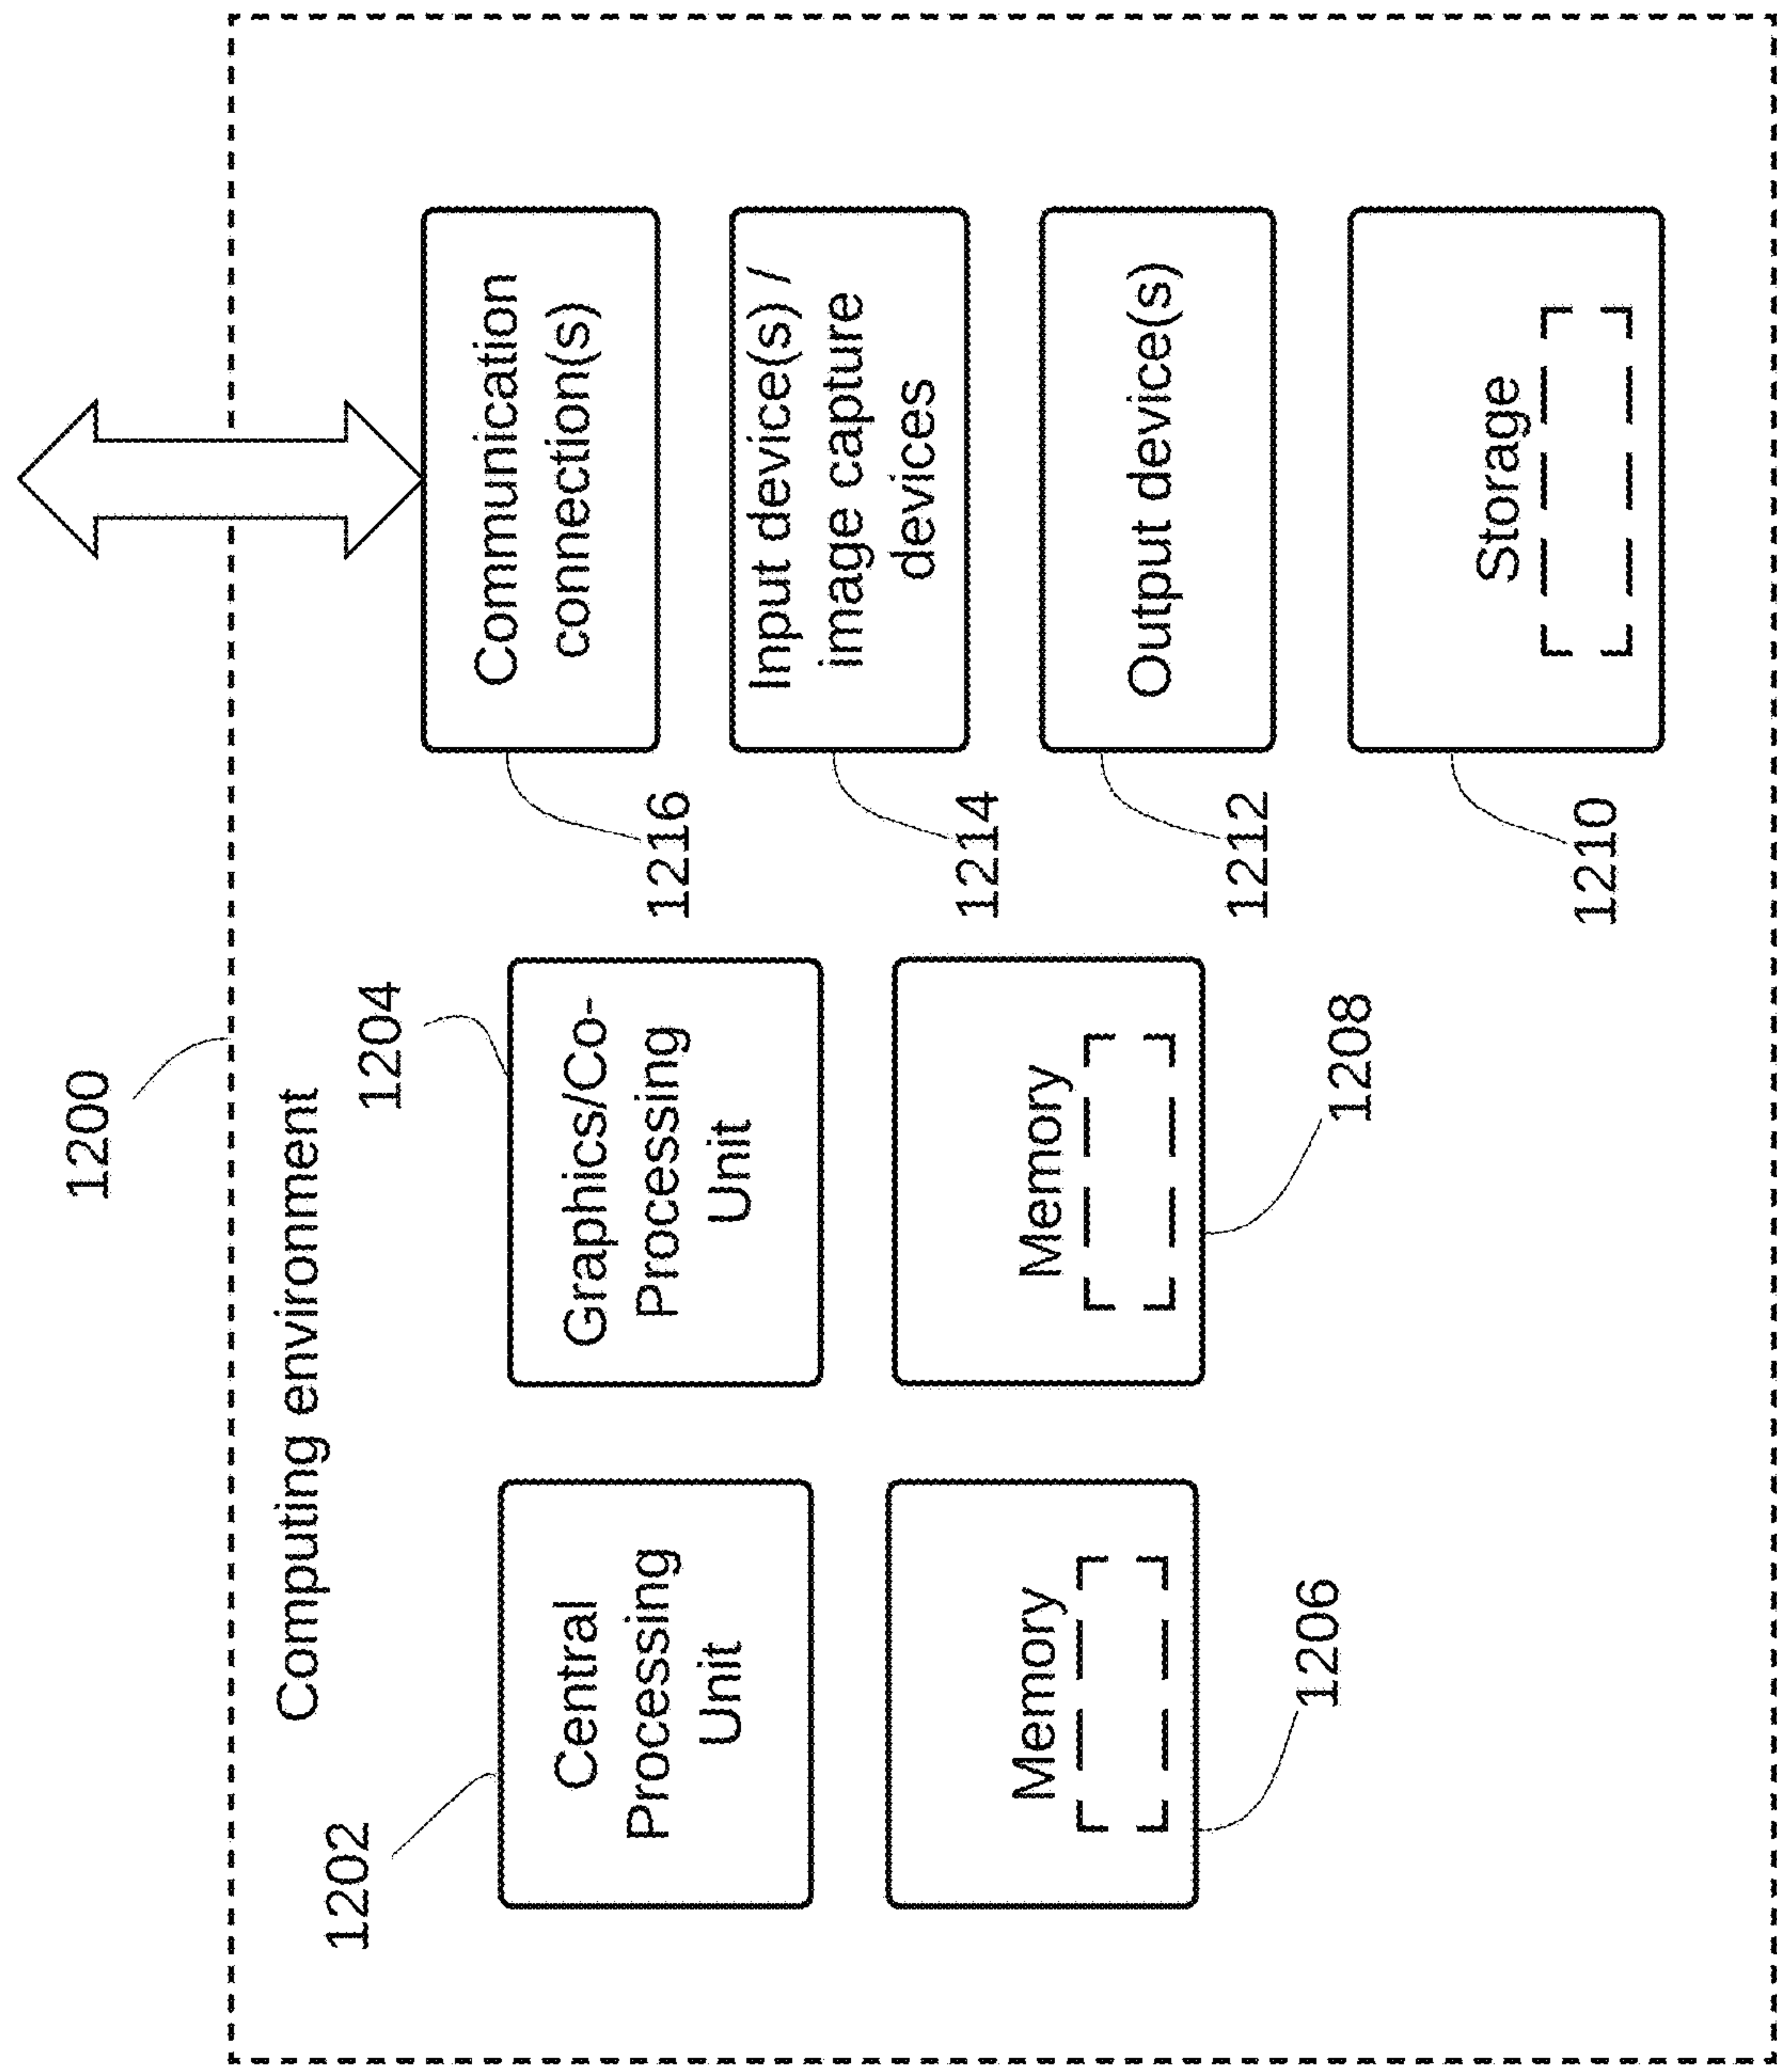 1200
Computing environment
1202
Central
Processing
Unit
1204
Graphics/Co-
Processing
Unit
Memory
1206
Memory
1208
Communication
connection(s)
1216
Input device(s) /
image capture
devices
1214
Output device(s)
1212
Storage
1210